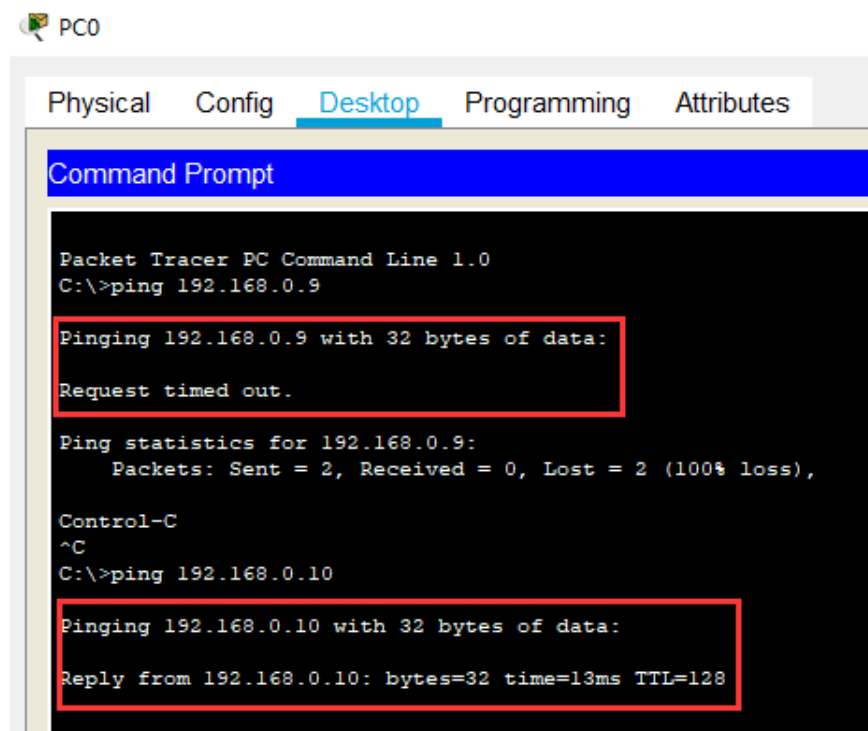 PC0
Physical Config Desktop Programming Attributes
Command Prompt
Packet Tracer PC Command Line 1.0
C:\>ping 192.168.0.9
Pinging 192.168.0.9 with 32 bytes of data:
Request timed out.
Ping statistics for 192.168.0.9:
    Packets: Sent = 2, Received = 0, Lost = 2 (100% loss),
Control-C
^C
C:\>ping 192.168.0.10
Pinging 192.168.0.10 with 32 bytes of data:
Reply from 192.168.0.10: bytes=32 time=13ms TTL=128